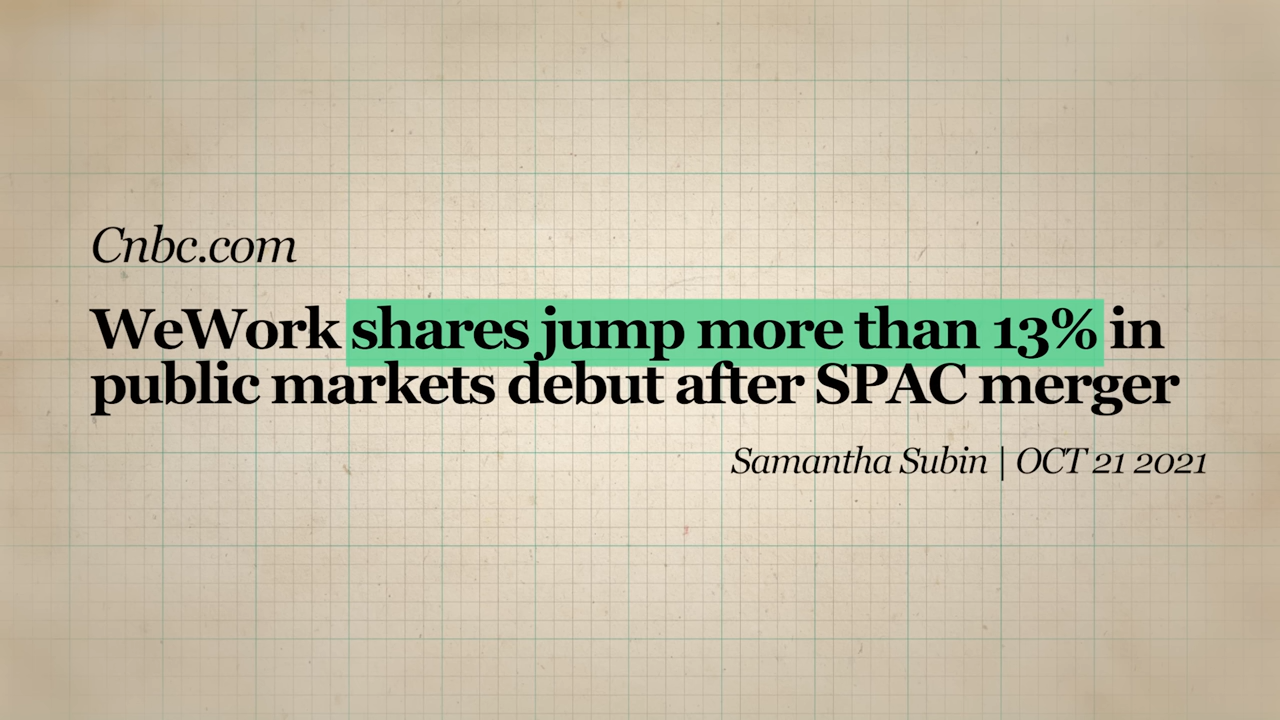 Cnbc.com
WeWork shares jump more than 13% in
public markets debut after SPAC merger
Samantha Subin | OCT 21 2021